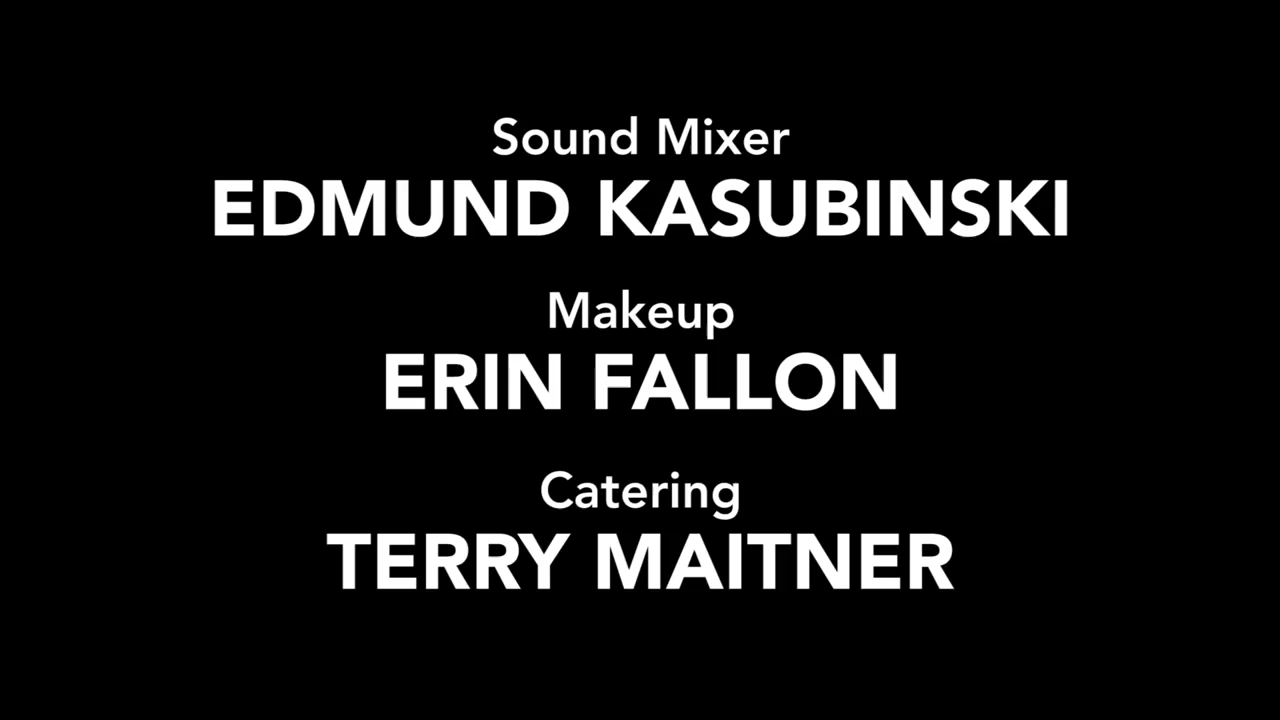 Sound Mixer
EDMUND KASUBINSKI
Makeup
ERIN FALLON
Catering
TERRY MAITNER